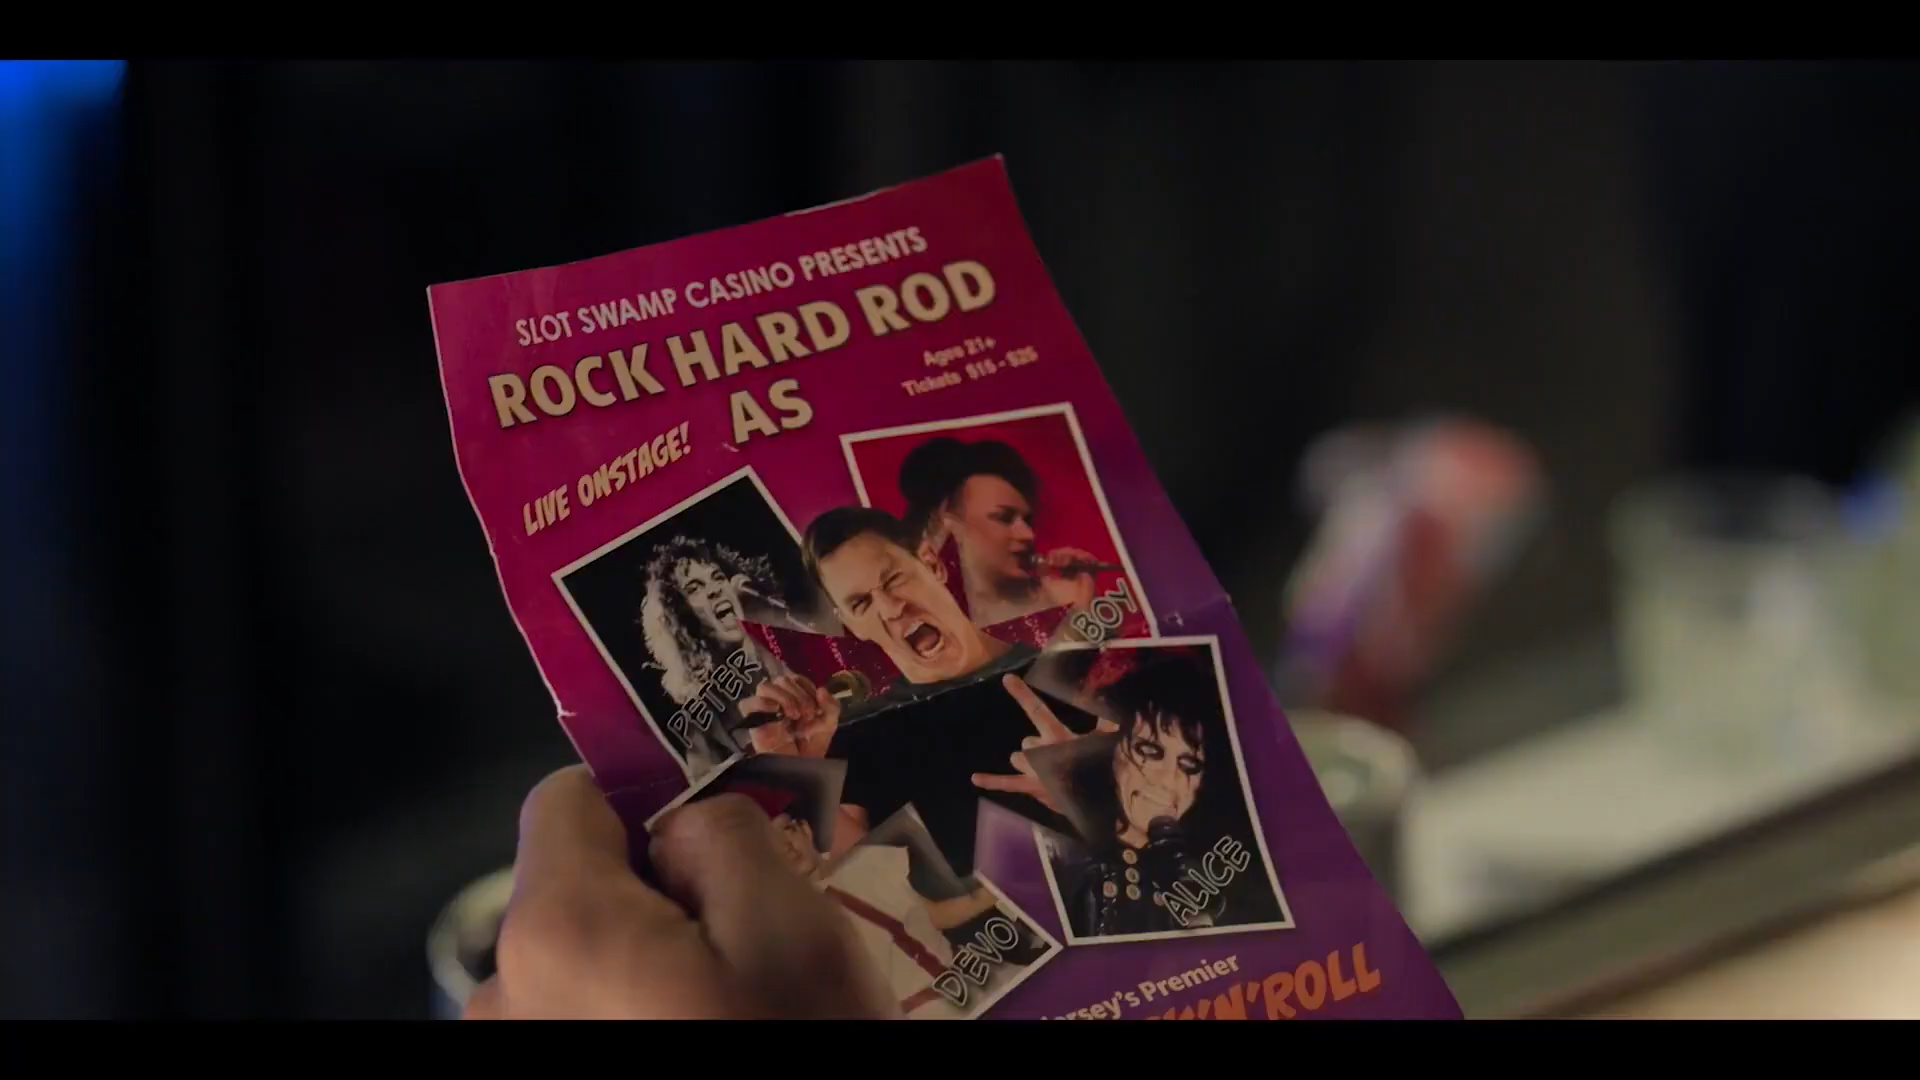 SLOT SWAMP CASINO PRESENTS
ROCK HARD ROD
AS
Ages 21+
Tickets $15 - $25
LIVE ONSTAGE!
PETER
BOY
DEVO
ALICE
Jersey's Premier
'N'ROLL